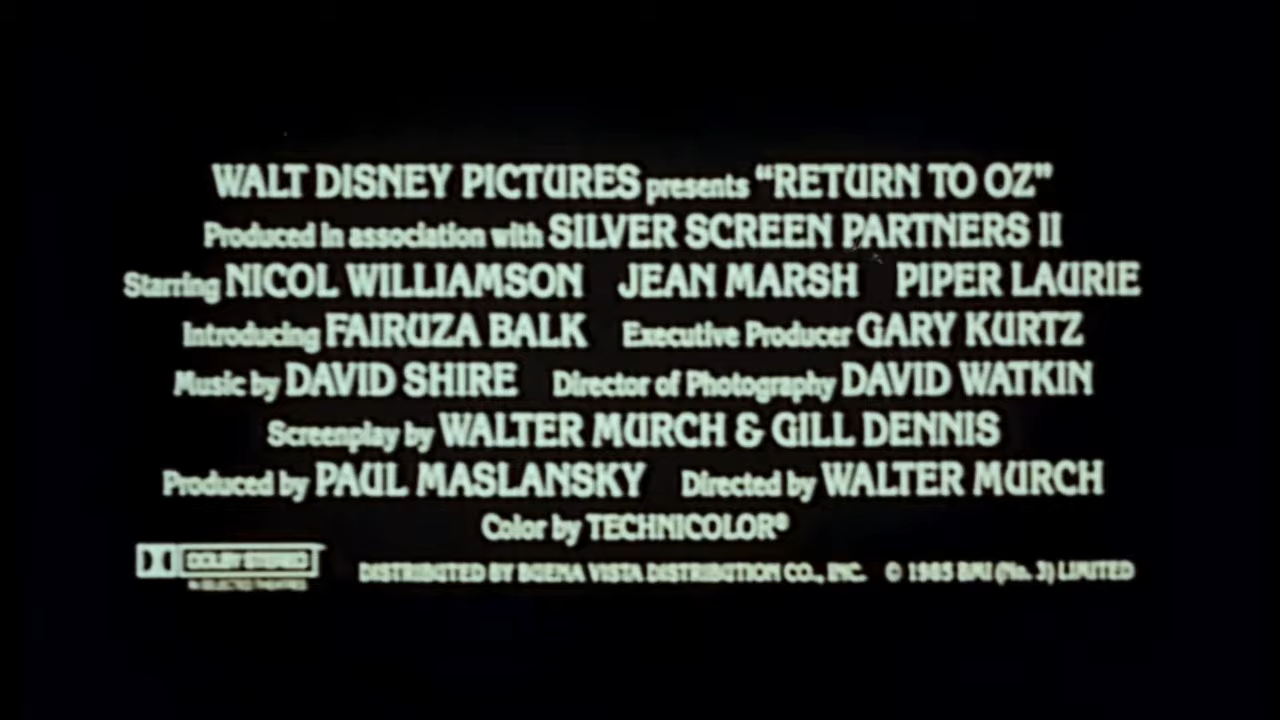 WALT DISNEY PICTURES presents “RETURN TO OZ”
Produced in association with SILVER SCREEN PARTNERS II
Starring NICOL WILLIAMSON JEAN MARSH PIPER LAURIE
Introducing FAIRUZA BALK Executive Producer GARY KURTZ
Music by DAVID SHIRE Director of Photography DAVID WATKIN
Screenplay by WALTER MURCH & GILL DENNIS
Produced by PAUL MASLANSKY Directed by WALTER MURCH
Color by TECHNICOLOR®
DOLBY STEREO
IN SELECTED THEATRES
DISTRIBUTED BY BUENA VISTA DISTRIBUTION CO., INC. © 1985 BMI (No. 3) LIMITED